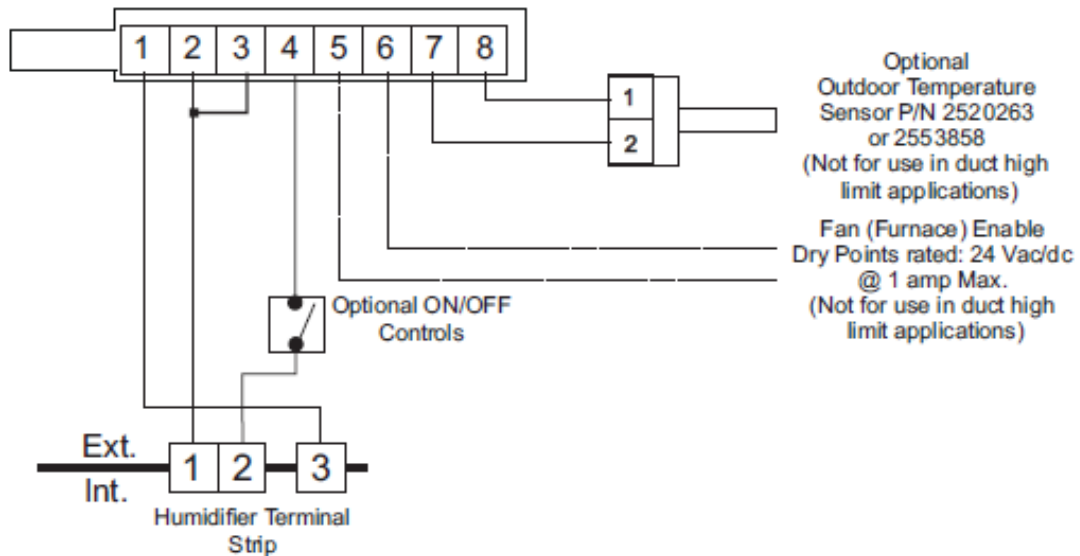 1 2 3 4 5 6 7 8
1
2
Optional
Outdoor Temperature
Sensor P/N 2520263
or 2553858
(Not for use in duct high
limit applications)
Fan (Furnace) Enable
Dry Points rated: 24 Vac/dc
@ 1 amp Max.
(Not for use in duct high
limit applications)
Optional ON/OFF
Controls
Ext.
Int.
1 2 3
Humidifier Terminal
Strip